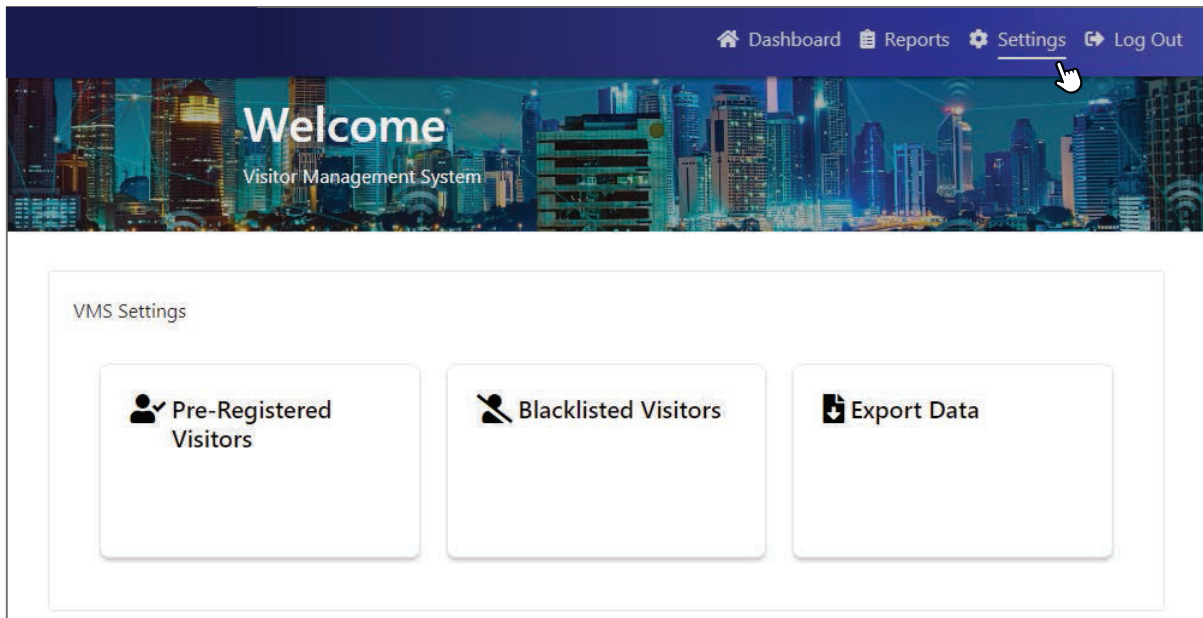 Dashboard Reports Settings Log Out
Welcome
Visitor Management System
VMS Settings
Pre-Registered
Visitors
Blacklisted Visitors
Export Data